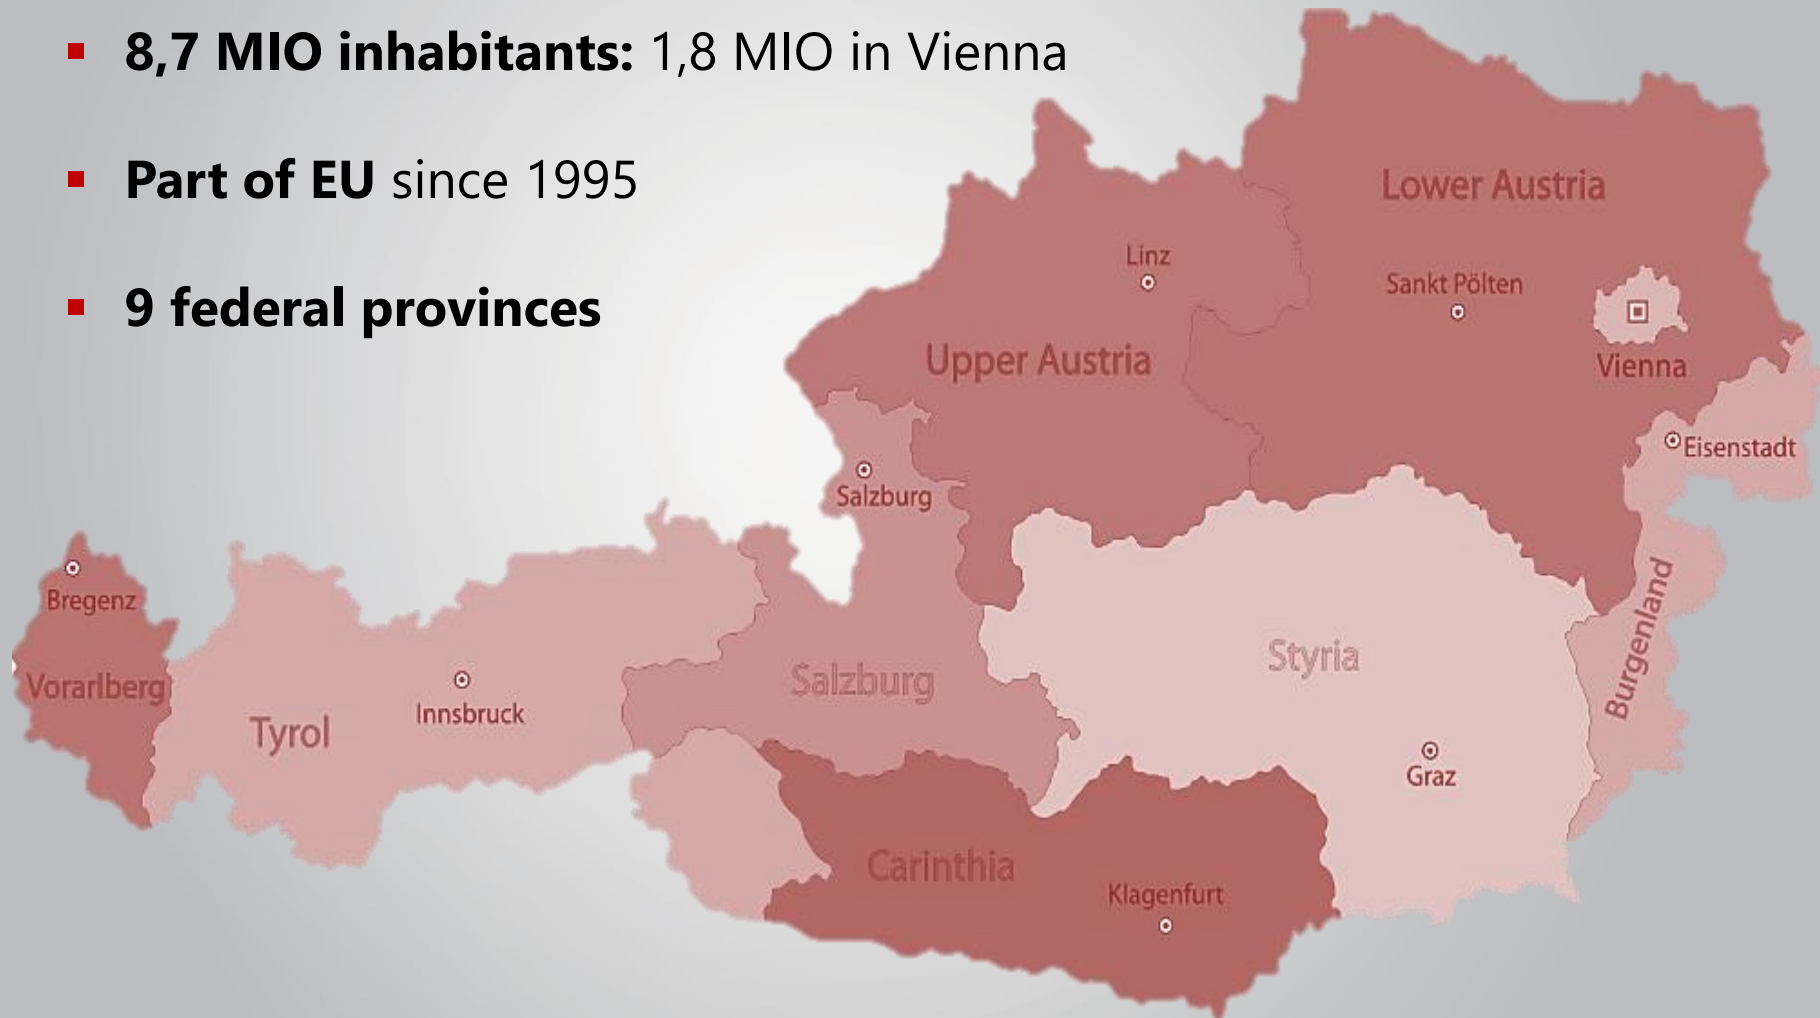 ▪ 8,7 MIO inhabitants: 1,8 MIO in Vienna
▪ Part of EU since 1995
▪ 9 federal provinces
Lower Austria
Linz
Sankt Pölten
Upper Austria
Vienna
Eisenstadt
Salzburg
Bregenz
Burgenland
Styria
Vorarlberg
Salzburg
Innsbruck
Tyrol
Graz
Carinthia
Klagenfurt